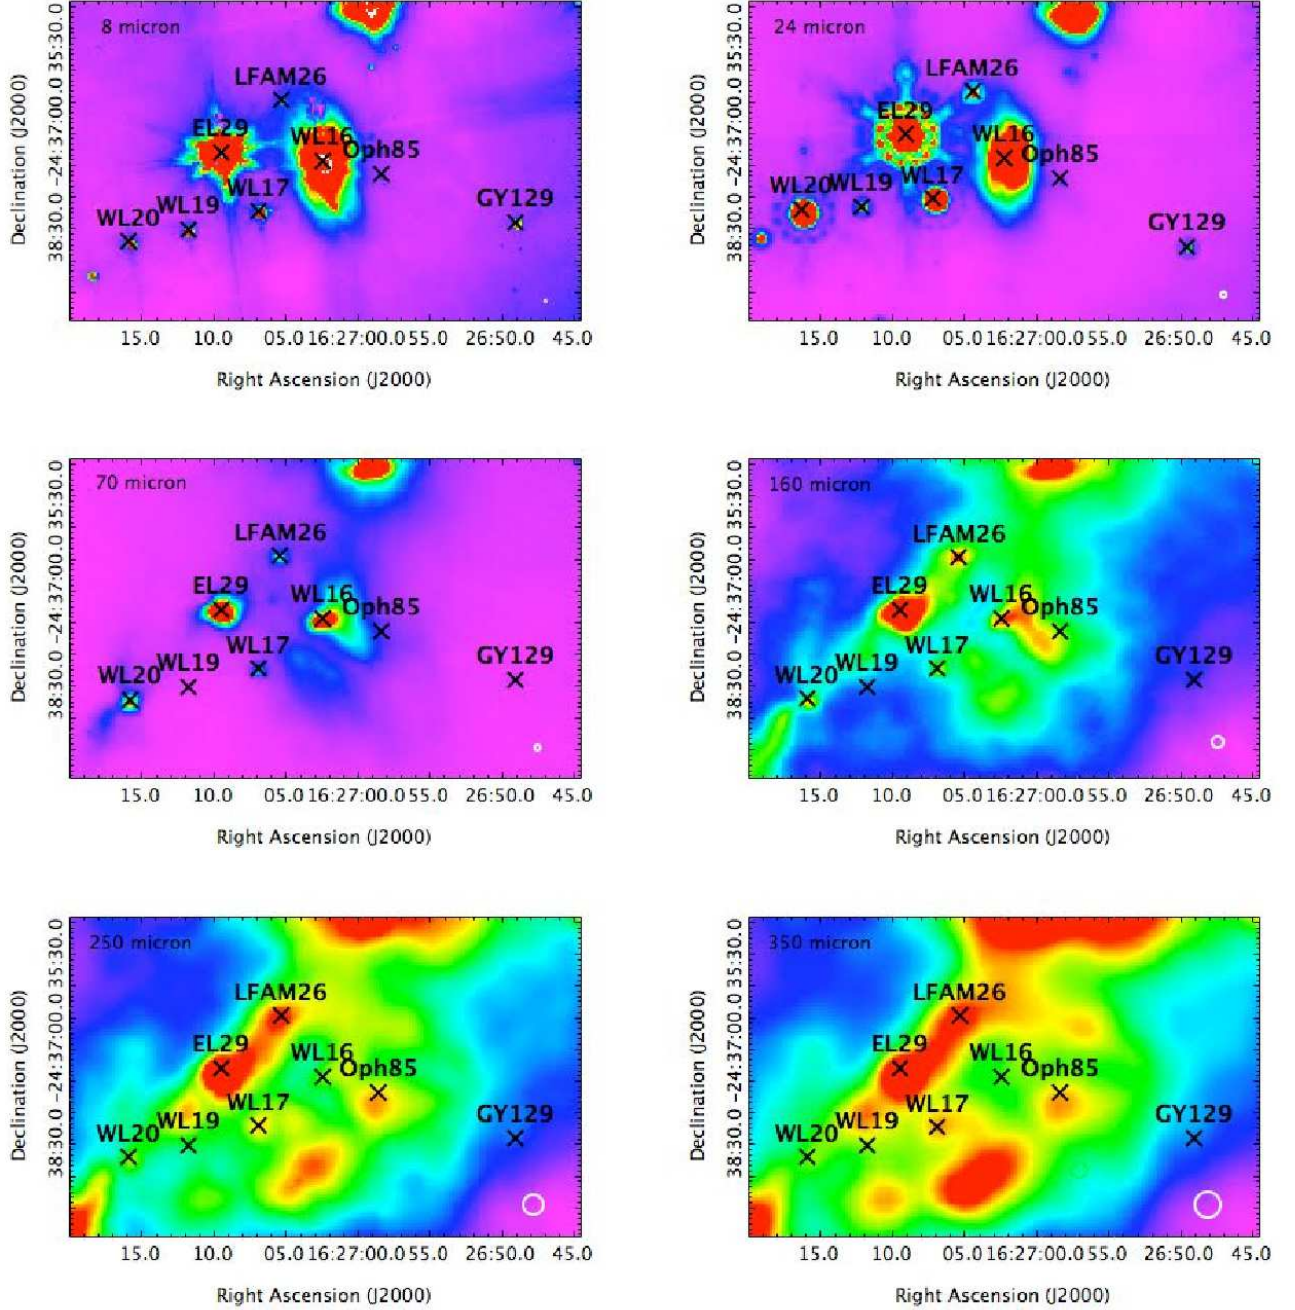 8 micron
LFAM26
EL29
WL16
Oph85
WL17
WL19
WL20
GY129
Declination (J2000)
38:30.0 -24:37:00.0 35:30.0
15.0 10.0 05.0 16:27:00.0 55.0 26:50.0 45.0
Right Ascension (J2000)
24 micron
LFAM26
EL29
WL16
Oph85
WL17
WL19
WL20
GY129
Declination (J2000)
38:30.0 -24:37:00.0 35:30.0
15.0 10.0 05.0 16:27:00.0 55.0 26:50.0 45.0
Right Ascension (J2000)
70 micron
LFAM26
EL29
WL16
Oph85
WL17
WL19
WL20
GY129
Declination (J2000)
38:30.0 -24:37:00.0 35:30.0
15.0 10.0 05.0 16:27:00.0 55.0 26:50.0 45.0
Right Ascension (J2000)
160 micron
LFAM26
EL29
WL16
Oph85
WL17
WL19
WL20
GY129
Declination (J2000)
38:30.0 -24:37:00.0 35:30.0
15.0 10.0 05.0 16:27:00.0 55.0 26:50.0 45.0
Right Ascension (J2000)
250 micron
LFAM26
EL29
WL16
Oph85
WL17
WL19
WL20
GY129
Declination (J2000)
38:30.0 -24:37:00.0 35:30.0
15.0 10.0 05.0 16:27:00.0 55.0 26:50.0 45.0
Right Ascension (J2000)
350 micron
LFAM26
EL29
WL16
Oph85
WL17
WL19
WL20
GY129
Declination (J2000)
38:30.0 -24:37:00.0 35:30.0
15.0 10.0 05.0 16:27:00.0 55.0 26:50.0 45.0
Right Ascension (J2000)